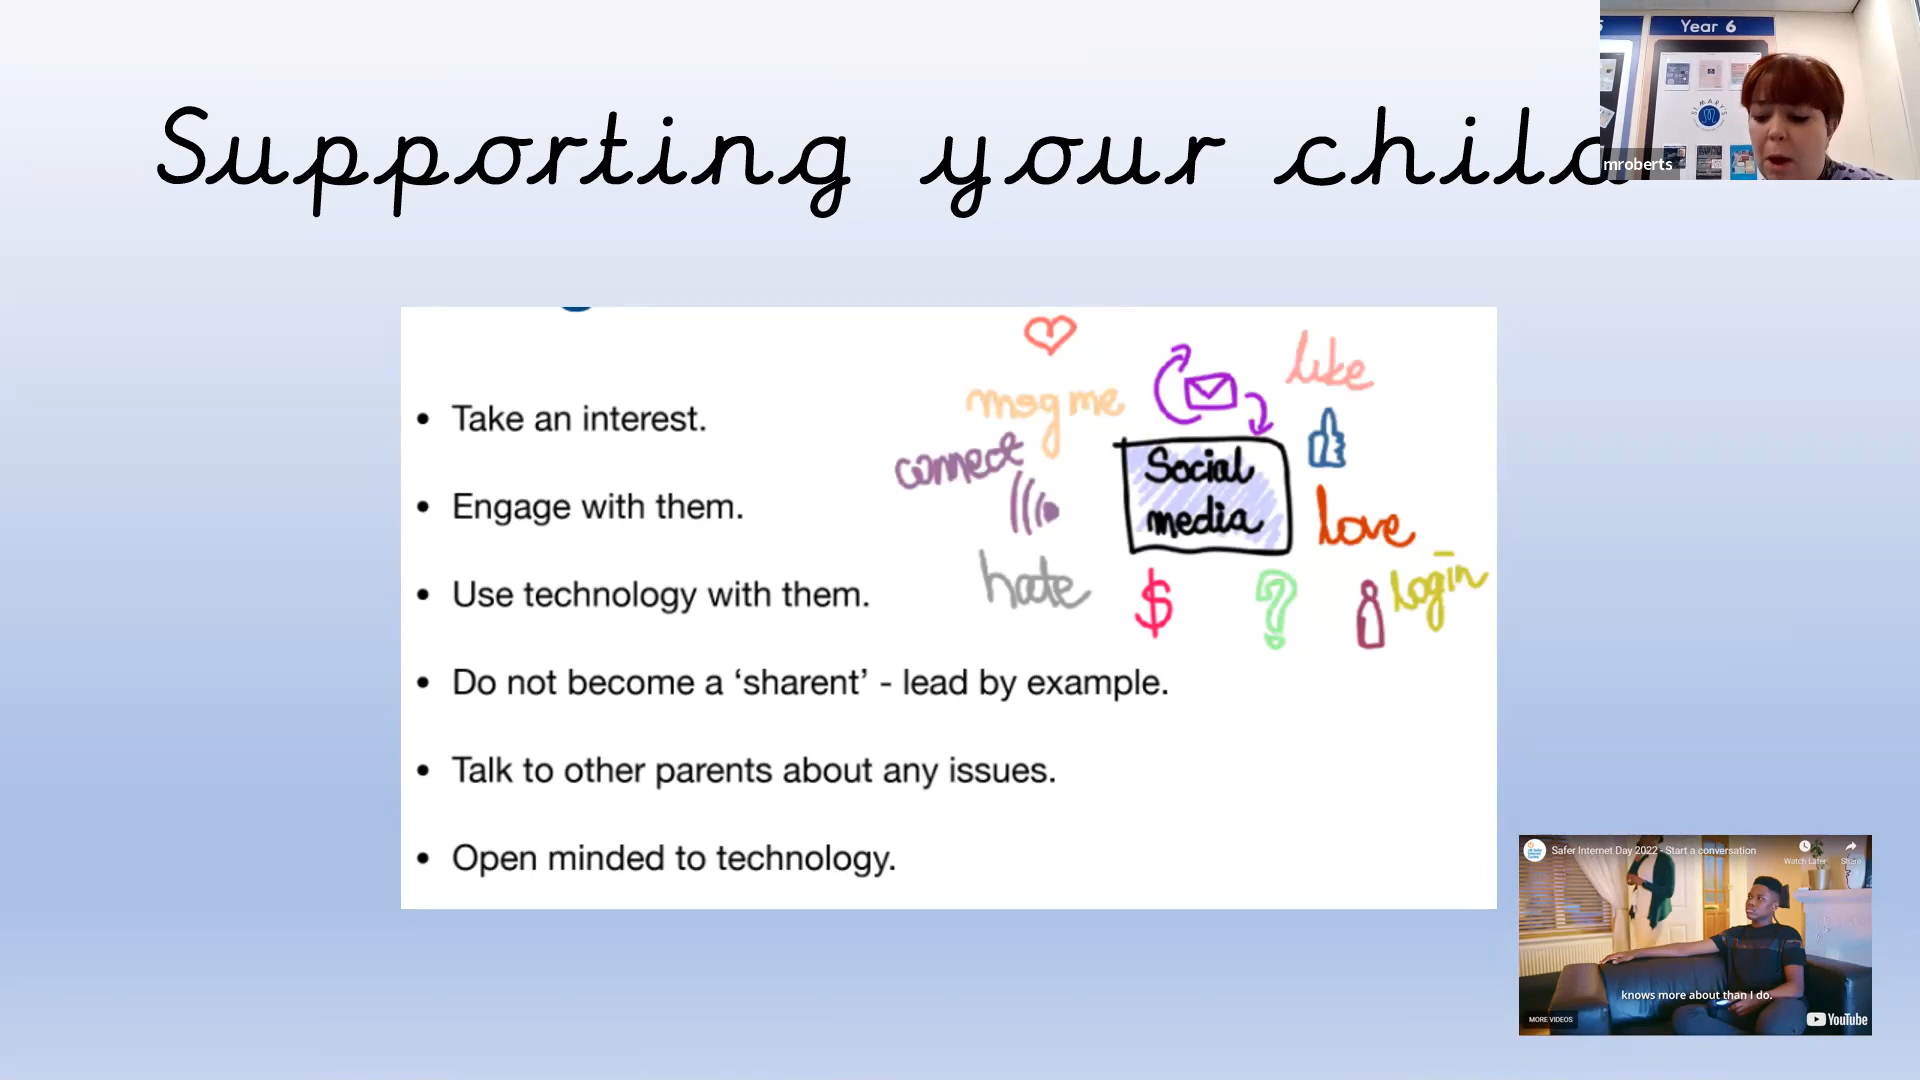 Year 6
ST MARY'S
mroberts
Supporting your child
• Take an interest.
• Engage with them.
• Use technology with them.
• Do not become a ‘sharent’ - lead by example.
• Talk to other parents about any issues.
• Open minded to technology.
like
msg me
connect
Social
media
love
hate
$
?
login
Safer Internet Day 2022 - Start a conversation
Watch Later
Share
knows more about than I do.
MORE VIDEOS
YouTube